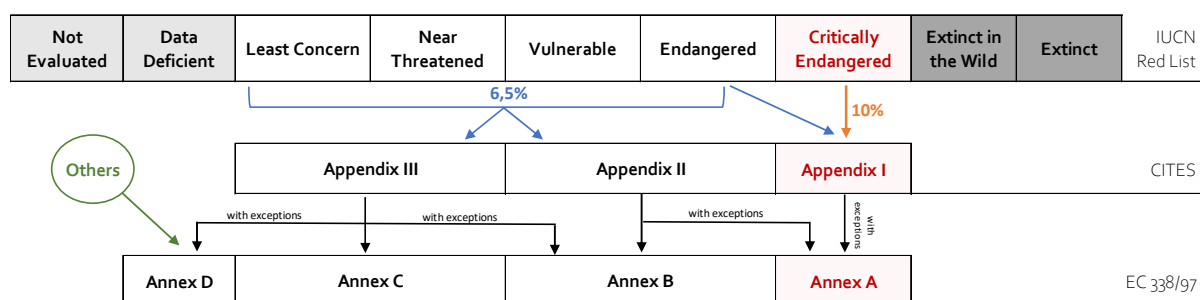 Not Evaluated
Data Deficient
Least Concern
Near Threatened
Vulnerable
Endangered
Critically Endangered
Extinct in the Wild
Extinct
IUCN Red List
6,5%
10%
Others
Appendix III
Appendix II
Appendix I
CITES
with exceptions
with exceptions
with exceptions
with exceptions
Annex D
Annex C
Annex B
Annex A
EC 338/97